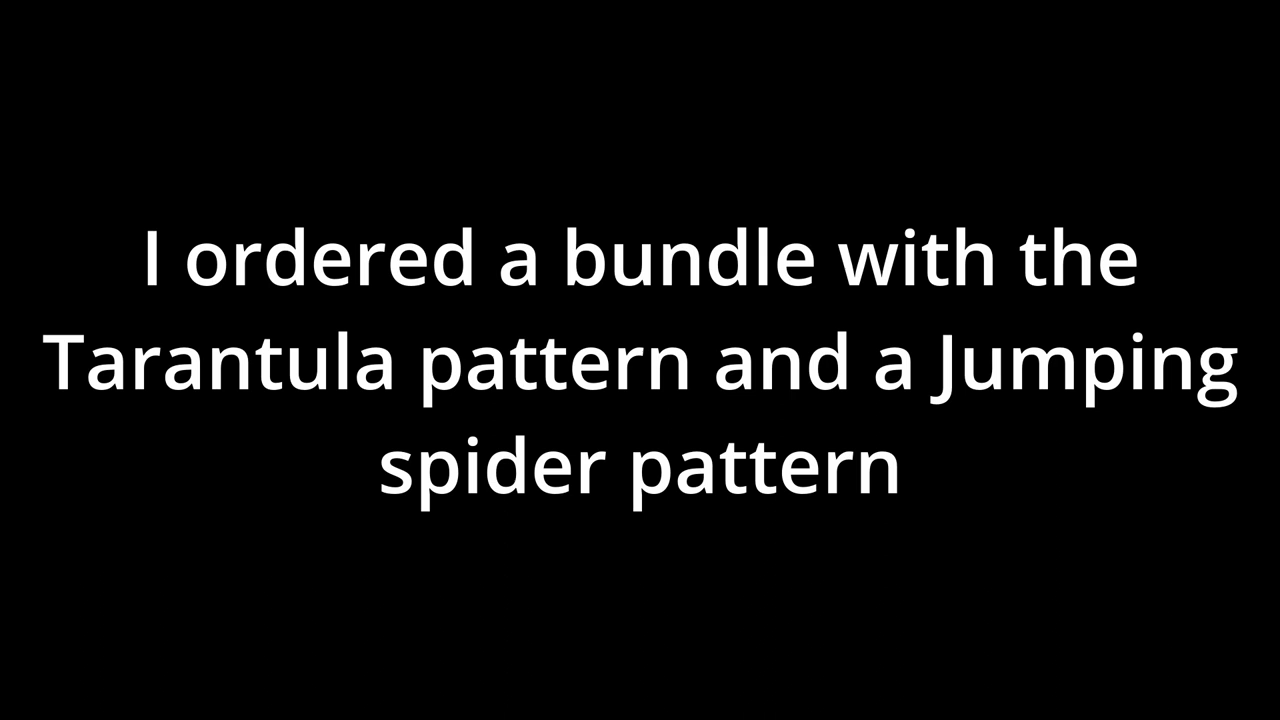 I ordered a bundle with the
Tarantula pattern and a Jumping
spider pattern